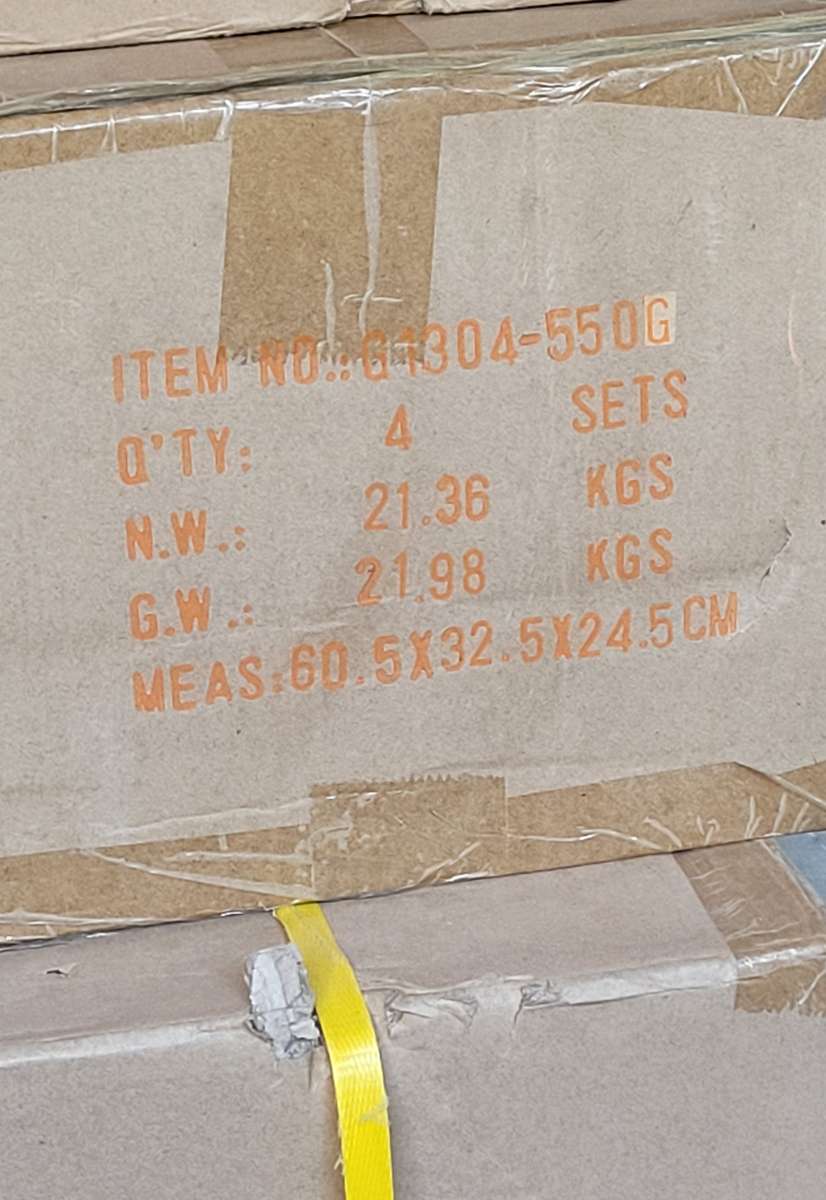 ITEM NO.:G1304-550G
Q'TY: 4 SETS
N.W.: 21.36 KGS
G.W.: 21.98 KGS
MEAS:60.5X32.5X24.5CM